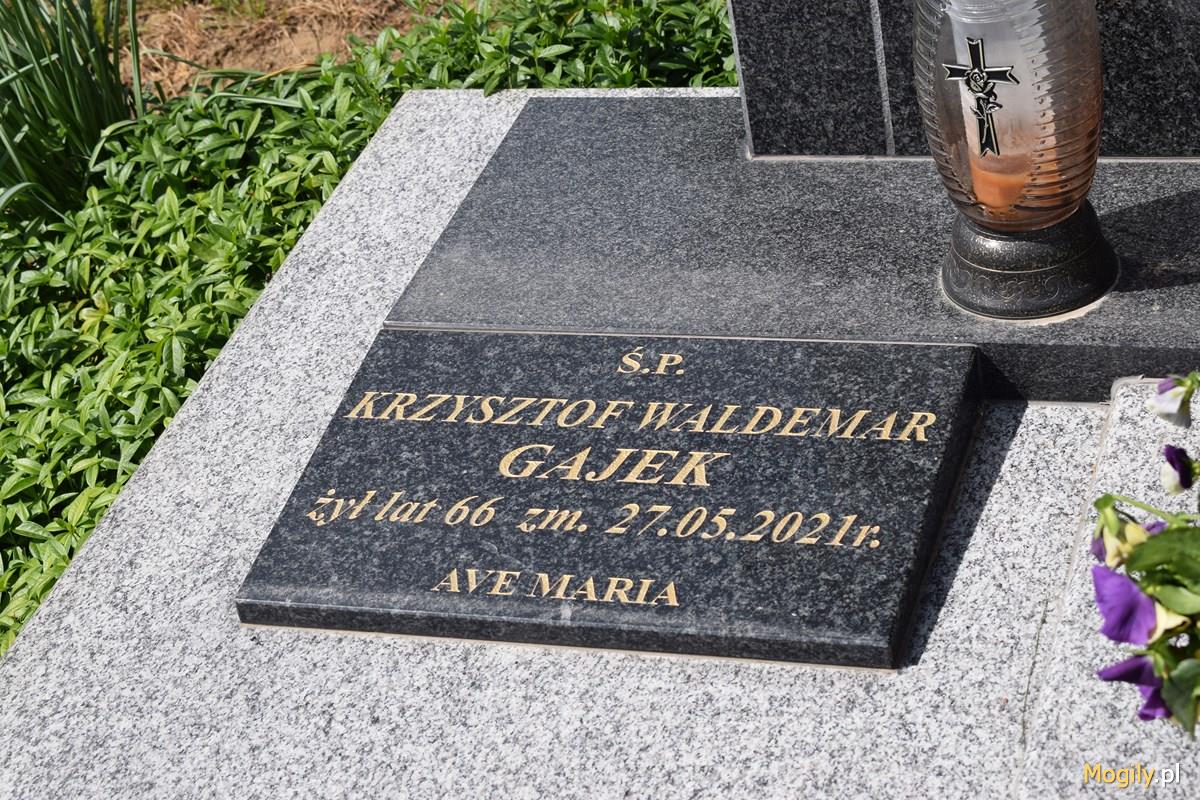 Ś.P.
KRZYSZTOF WALDEMAR
GAJEK
żył lat 66 zm. 27.05.2021r.
AVE MARIA
Mogily.pl